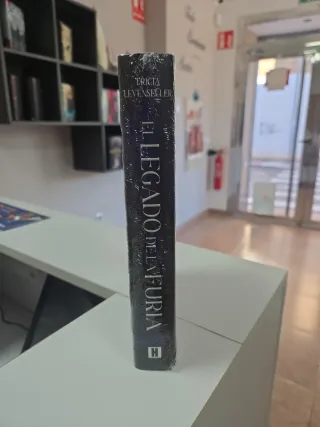 TRICIA
LEVENSELLER
EL LEGADO DE LA FURIA
H